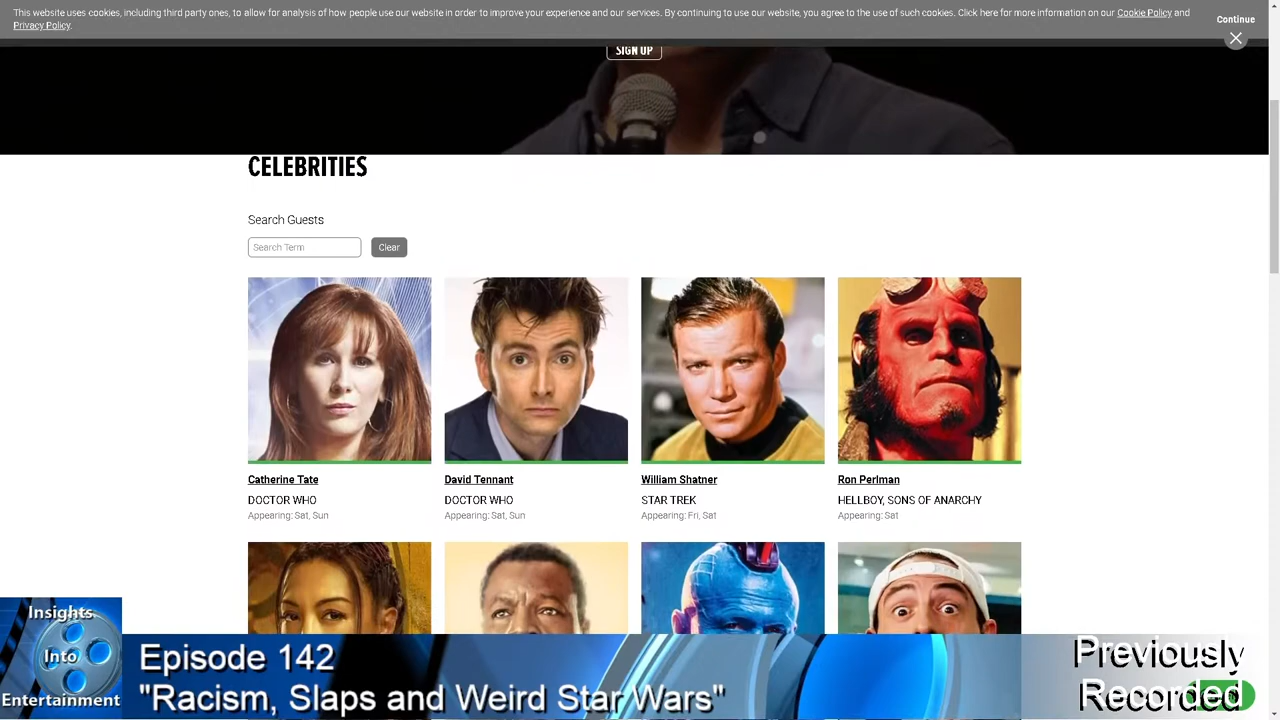 This website uses cookies, including third party ones, to allow for analysis of how people use our website in order to improve your experience and our services. By continuing to use our website, you agree to the use of such cookies. Click here for more information on our Cookie Policy and
Privacy Policy.
Continue
SIGN UP
CELEBRITIES
Search Guests
Search Term
Clear
Catherine Tate
DOCTOR WHO
Appearing: Sat, Sun
David Tennant
DOCTOR WHO
Appearing: Sat, Sun
William Shatner
STAR TREK
Appearing: Fri, Sat
Ron Perlman
HELLBOY, SONS OF ANARCHY
Appearing: Sat
Insights
Into
Entertainment
Episode 142
"Racism, Slaps and Weird Star Wars"
Previously
Recorded